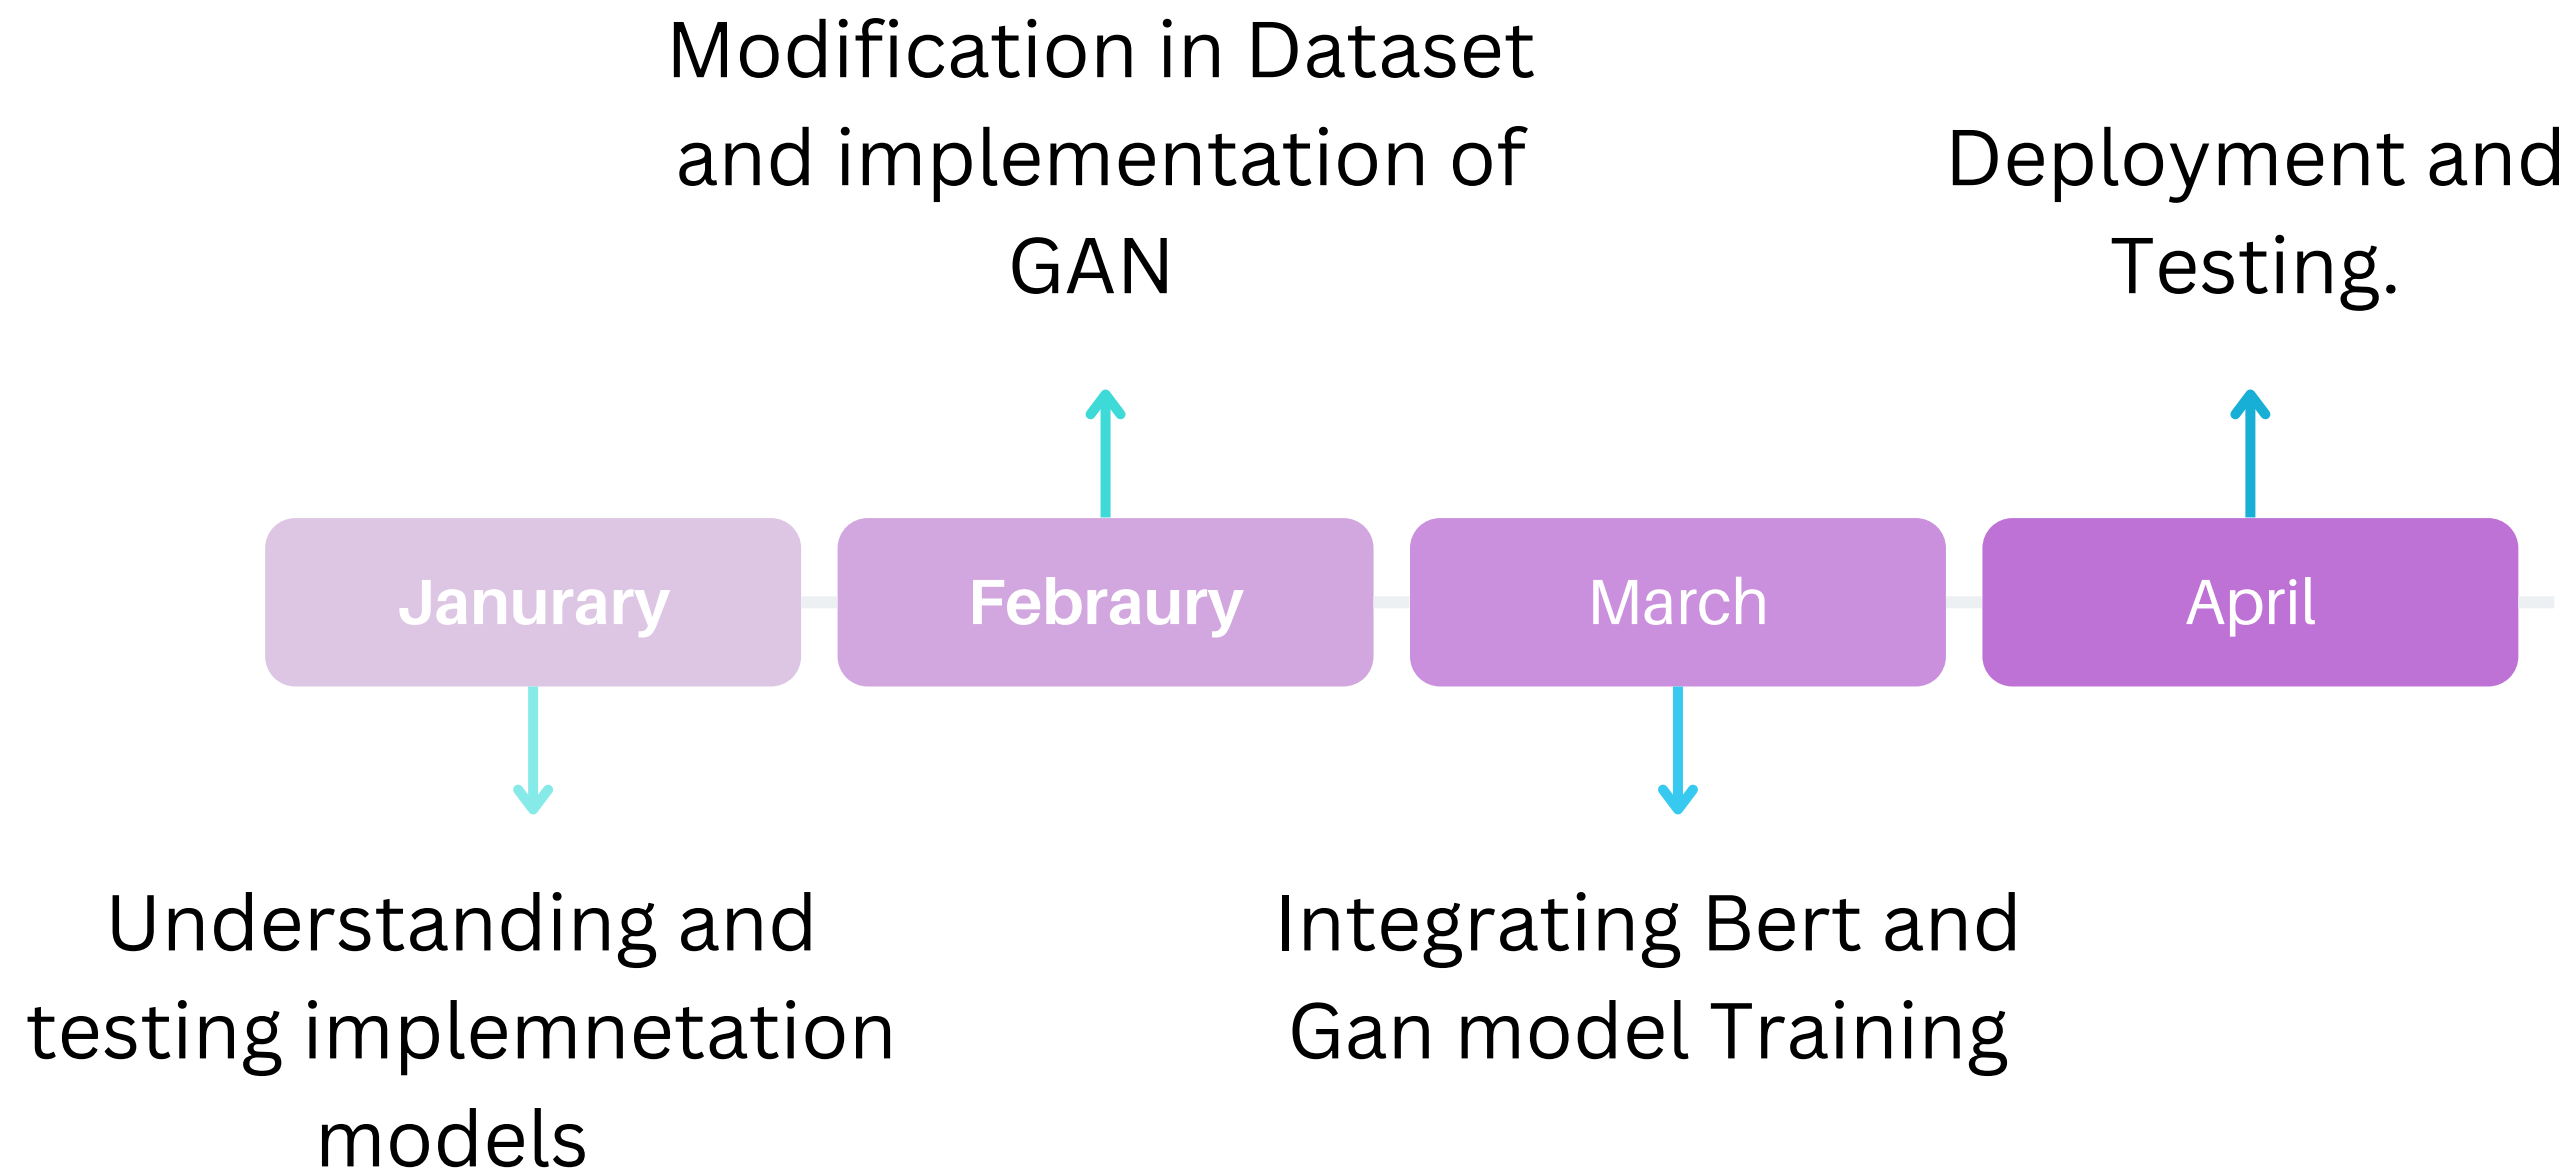 Modification in Dataset
and implementation of
GAN
Deployment and
Testing.
Janurary
Febraury
March
April
Understanding and
testing implemnetation
models
Integrating Bert and
Gan model Training